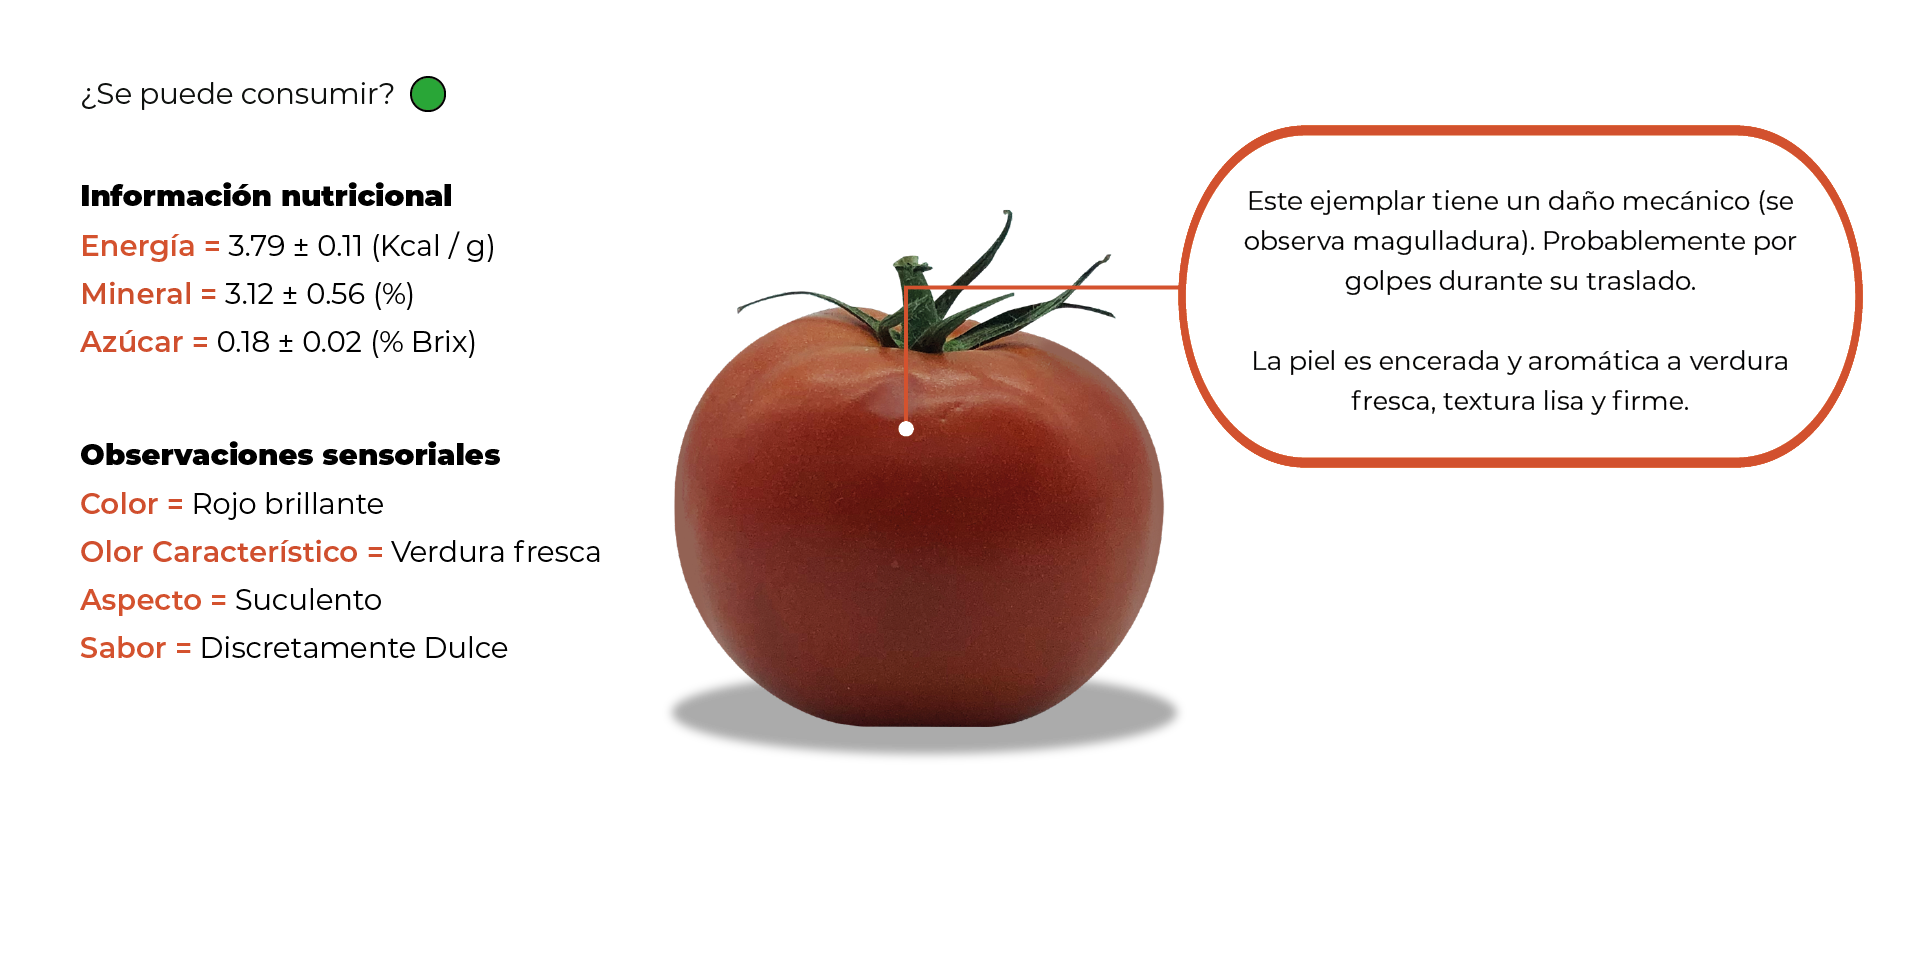 ¿Se puede consumir?
Información nutricional
Energía = 3.79 ± 0.11 (Kcal / g)
Mineral = 3.12 ± 0.56 (%)
Azúcar = 0.18 ± 0.02 (% Brix)
Observaciones sensoriales
Color = Rojo brillante
Olor Característico = Verdura fresca
Aspecto = Suculento
Sabor = Discretamente Dulce
Este ejemplar tiene un daño mecánico (se
observa magulladura). Probablemente por
golpes durante su traslado.
La piel es encerada y aromática a verdura
fresca, textura lisa y firme.